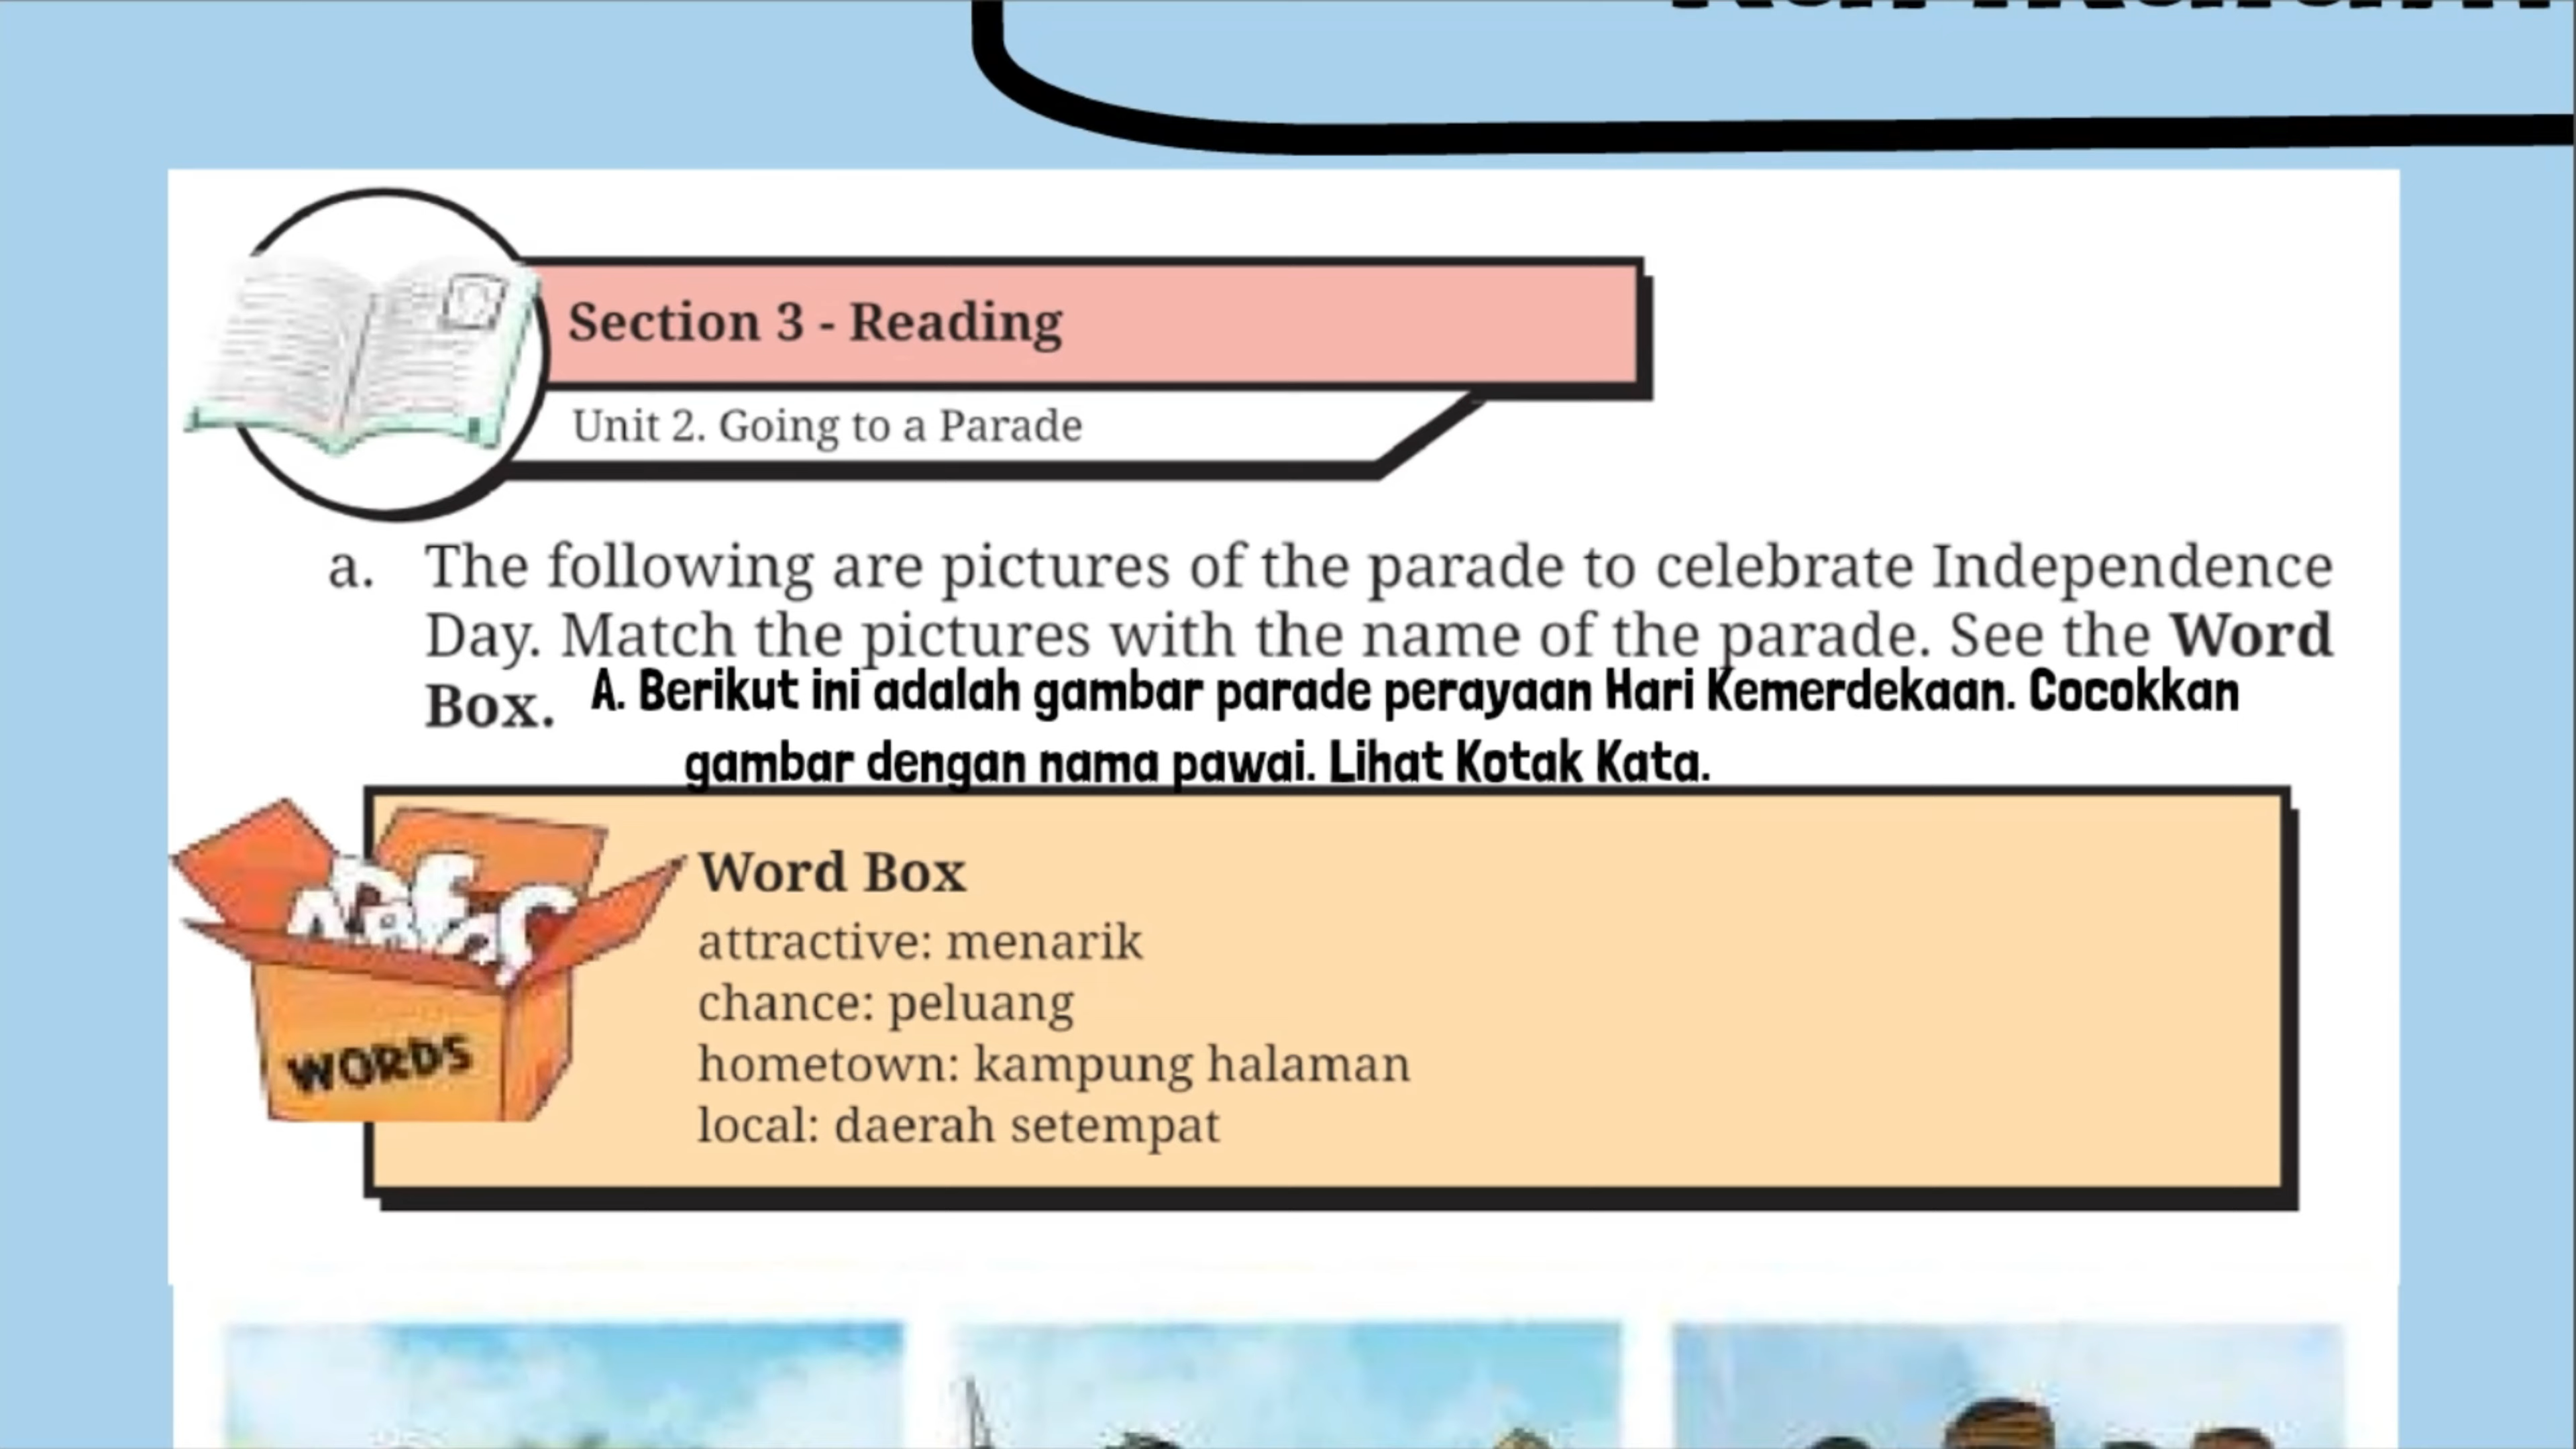 Section 3 - Reading
Unit 2. Going to a Parade
a. The following are pictures of the parade to celebrate Independence
Day. Match the pictures with the name of the parade. See the Word
Box.
A. Berikut ini adalah gambar parade perayaan Hari Kemerdekaan. Cocokkan
gambar dengan nama pawai. Lihat Kotak Kata.
WORDS
Word Box
attractive: menarik
chance: peluang
hometown: kampung halaman
local: daerah setempat